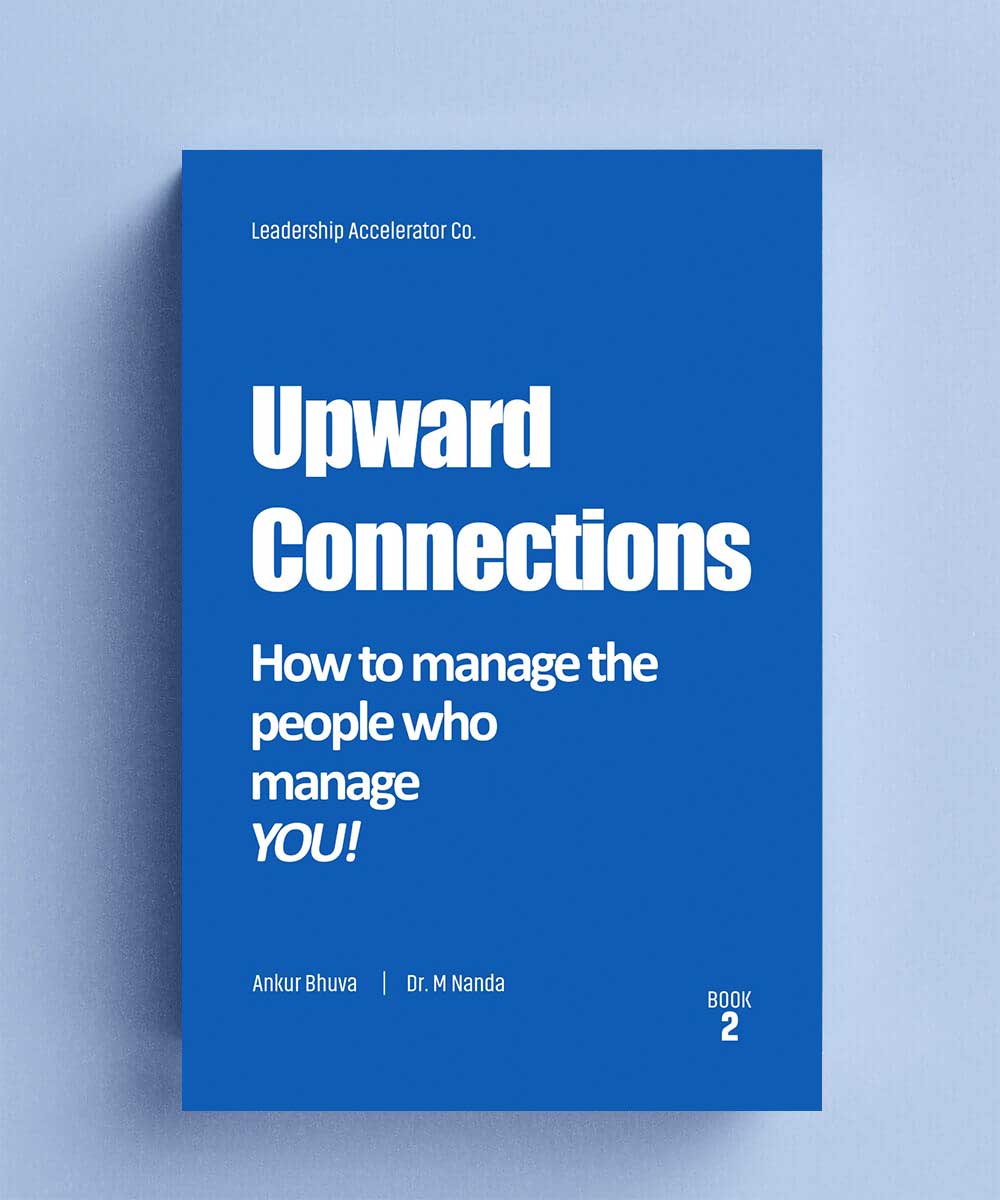 Leadership Accelerator Co.
Upward
Connections
How to manage the
people who
manage
YOU!
Ankur Bhuva | Dr. M Nanda
BOOK
2